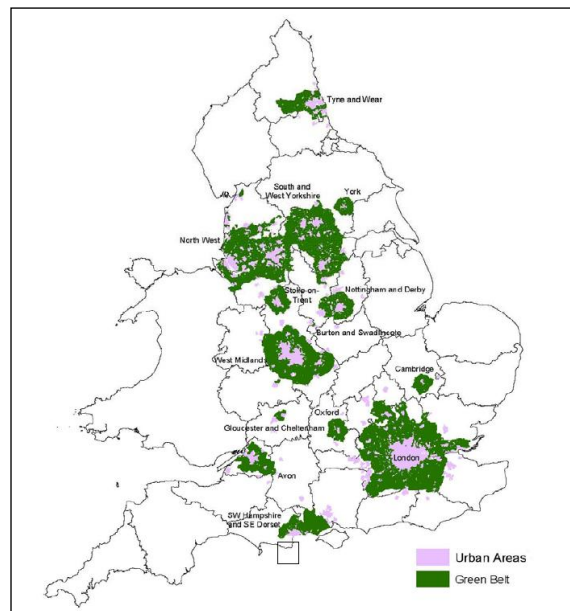 Tyne and Wear
South and
West Yorkshire
York
North West
Stoke-on-
Trent
Nottingham and Derby
Burton and Swadlincote
West Midlands
Cambridge
Oxford
Gloucester and Cheltenham
London
Avon
SW Hampshire
and SE Dorset
Urban Areas
Green Belt